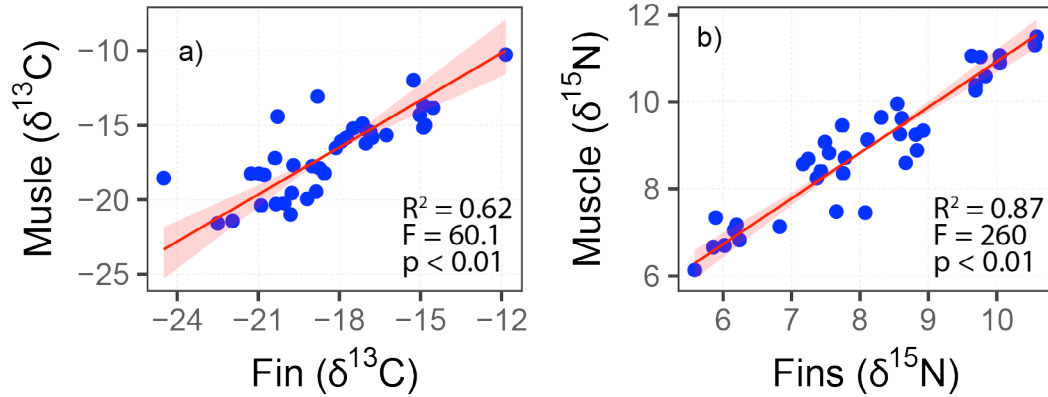 a)
Musle (δ¹³C)
−10
−15
−20
−25
R² = 0.62
F = 60.1
p < 0.01
−24 −21 −18 −15 −12
Fin (δ¹³C)
b)
Muscle (δ¹⁵N)
12
10
8
6
R² = 0.87
F = 260
p < 0.01
6 7 8 9 10
Fins (δ¹⁵N)